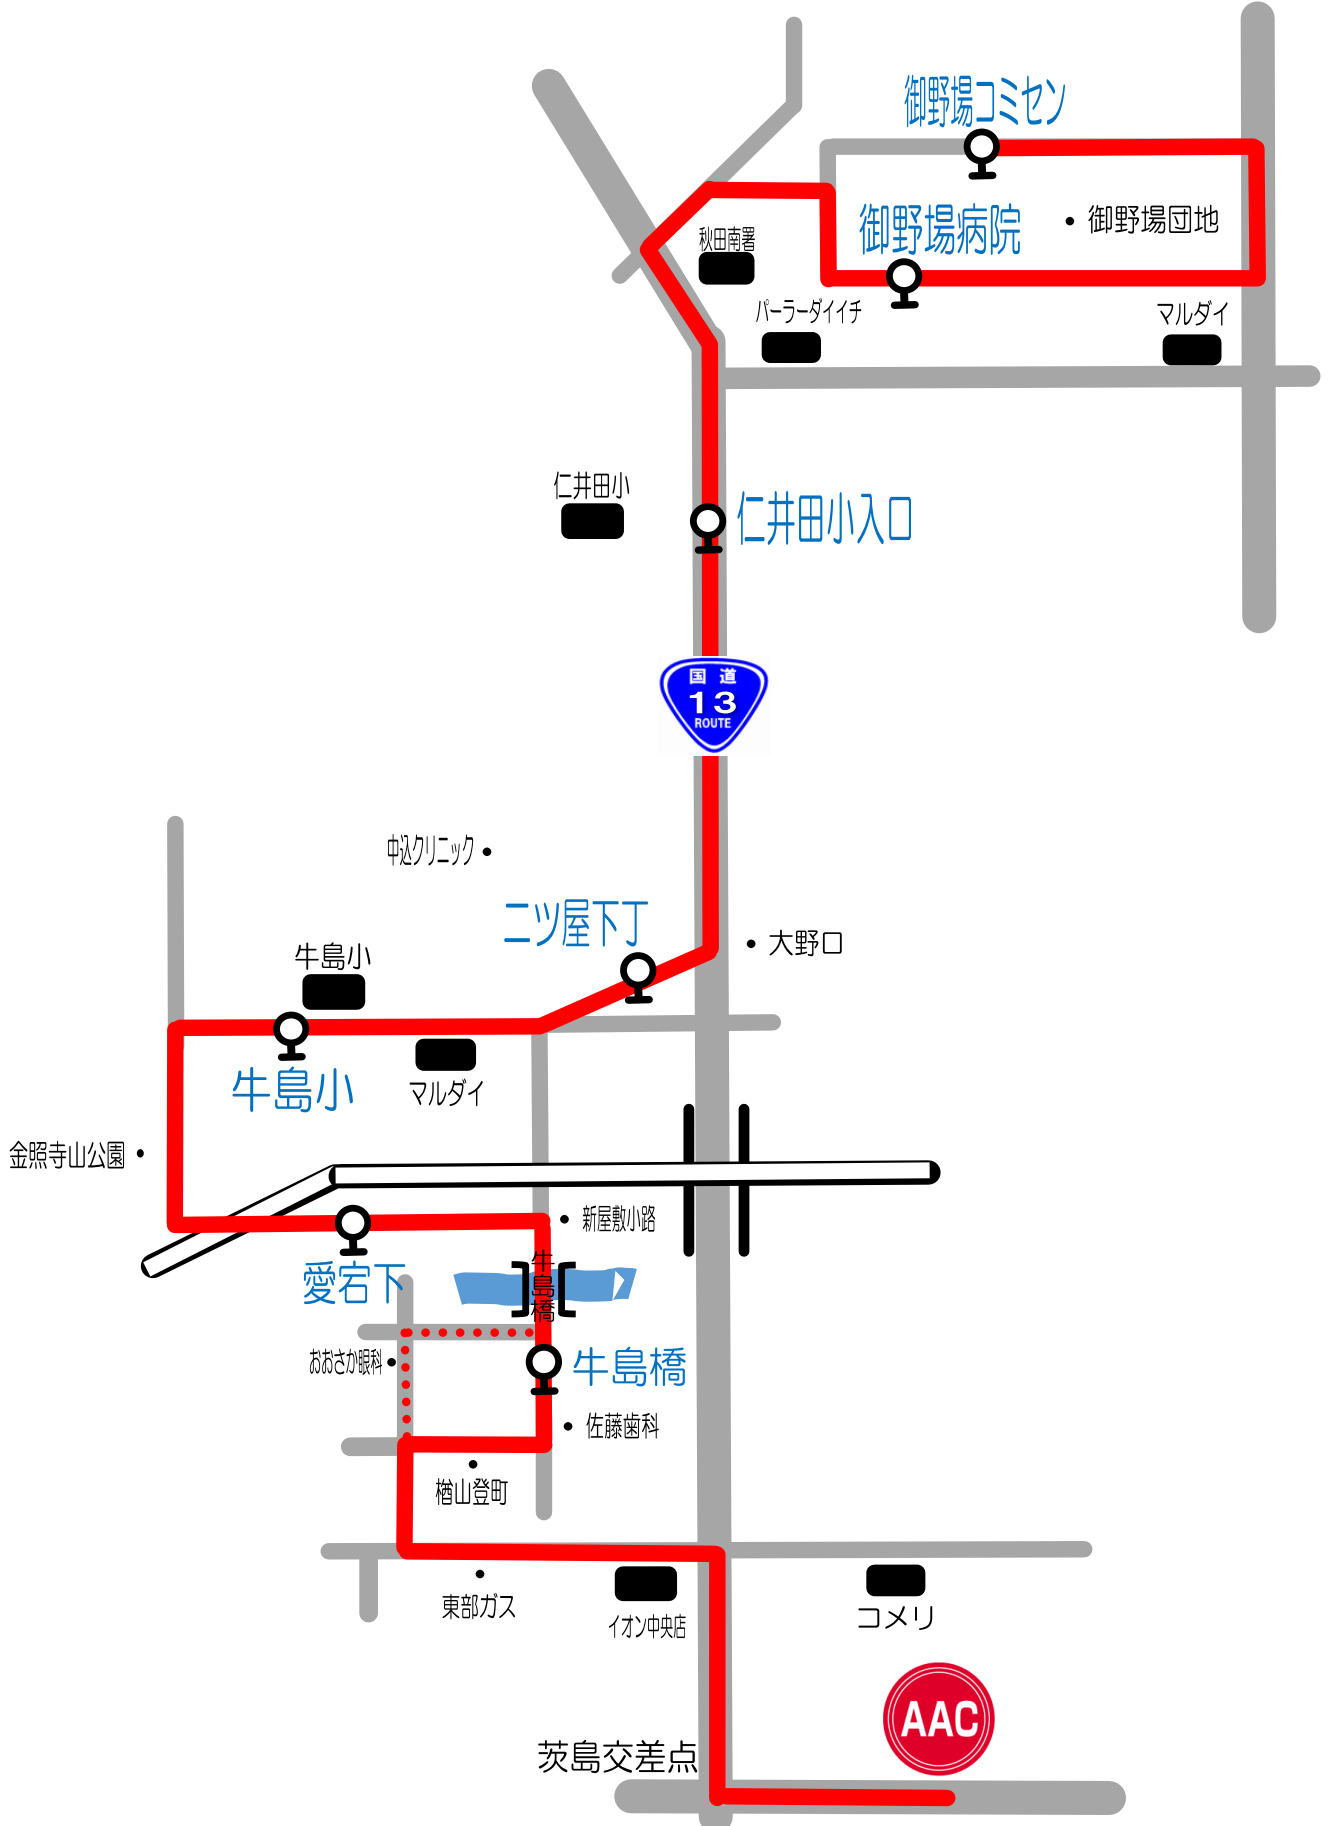 御野場コミセン
御野場病院
御野場団地
秋田南署
パーラーダイイチ
マルダイ
仁井田小
仁井田小入口
国道
13
ROUTE
中込クリニック
二ツ屋下丁
大野口
牛島小
牛島小
マルダイ
金照寺山公園
新屋敷小路
愛宕下
牛島橋
おおさか眼科
牛島橋
佐藤歯科
楢山登町
東部ガス
イオン中央店
コメリ
AAC
茨島交差点